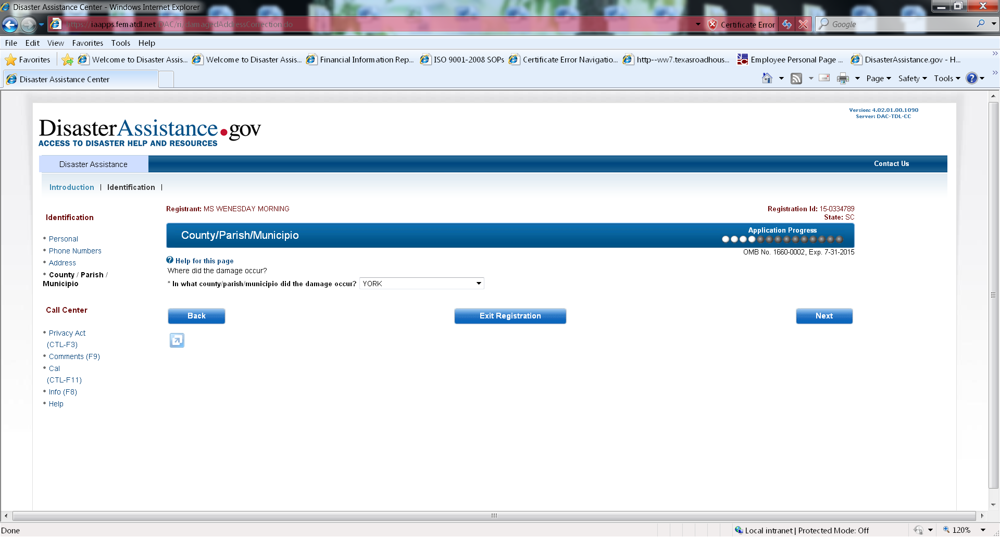 Disaster Assistance Center - Windows Internet Explorer
https://iaapps.fematdl.net/DAC/ri/damagedAddressCorrection.do
Certificate Error
Google
File Edit View Favorites Tools Help
Favorites Welcome to Disaster Assis... Welcome to Disaster Assis... Financial Information Rep... ISO 9001-2008 SOPs Certificate Error Navigatio... http--ww7.texasroadhous... Employee Personal Page ... DisasterAssistance.gov - H...
Disaster Assistance Center
Page Safety Tools
Version: 4.02.01.00.1090
Server: DAC-TDL-CC
DisasterAssistance.gov
ACCESS TO DISASTER HELP AND RESOURCES
Disaster Assistance
Contact Us
Introduction | Identification |
Registrant: MS WENESDAY MORNING
Registration Id: 15-0334789
State: SC
Identification
• Personal
• Phone Numbers
• Address
• County / Parish /
Municipio
Call Center
• Privacy Act
(CTL-F3)
• Comments (F9)
• Cal
(CTL-F11)
• Info (F8)
• Help
County/Parish/Municipio
Application Progress
OMB No. 1660-0002, Exp. 7-31-2015
? Help for this page
Where did the damage occur?
* In what county/parish/municipio did the damage occur? YORK
Back
Exit Registration
Next
Done
Local intranet | Protected Mode: Off
120%